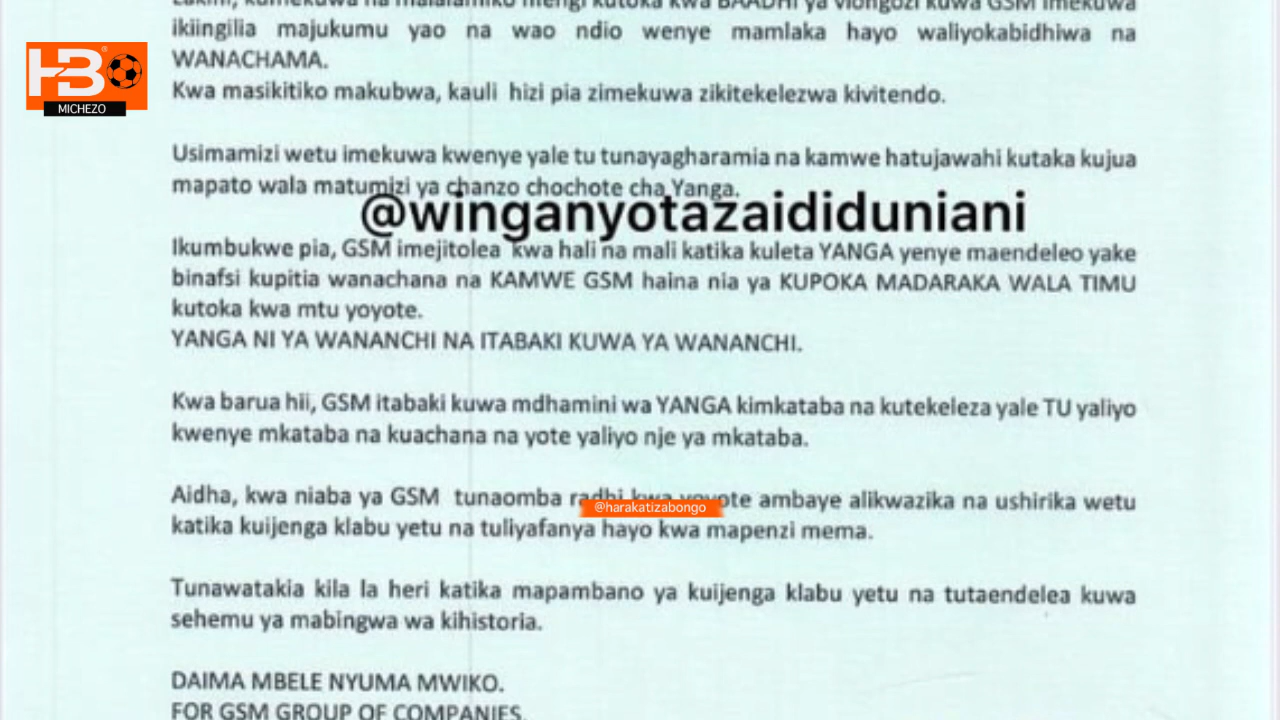 Lakini, kumekuwa na malalamiko mengi kutoka kwa BAADHI ya viongozi kuwa GSM imekuwa
ikiingilia majukumu yao na wao ndio wenye mamlaka hayo waliyokabidhiwa na
WANACHAMA.
Kwa masikitiko makubwa, kauli hizi pia zimekuwa zikitekelezwa kivitendo.
HBO
MICHEZO
Usimamizi wetu imekuwa kwenye yale tu tunayagharamia na kamwe hatujawahi kutaka kujua
mapato wala matumizi ya chanzo chochote cha Yanga.
@winganyotazaididuniani
Ikumbukwe pia, GSM imejitolea kwa hali na mali katika kuleta YANGA yenye maendeleo yake
binafsi kupitia wanachana na KAMWE GSM haina nia ya KUPOKA MADARAKA WALA TIMU
kutoka kwa mtu yoyote.
YANGA NI YA WANANCHI NA ITABAKI KUWA YA WANANCHI.
Kwa barua hii, GSM itabaki kuwa mdhamini wa YANGA kimkataba na kutekeleza yale TU yaliyo
kwenye mkataba na kuachana na yote yaliyo nje ya mkataba.
Aidha, kwa niaba ya GSM tunaomba radhi kwa yoyote ambaye alikwazika na ushirika wetu
@harakatizabongo
katika kuijenga klabu yetu na tuliyafanya hayo kwa mapenzi mema.
Tunawatakia kila la heri katika mapambano ya kuijenga klabu yetu na tutaendelea kuwa
sehemu ya mabingwa wa kihistoria.
DAIMA MBELE NYUMA MWIKO.
FOR GSM GROUP OF COMPANIES.